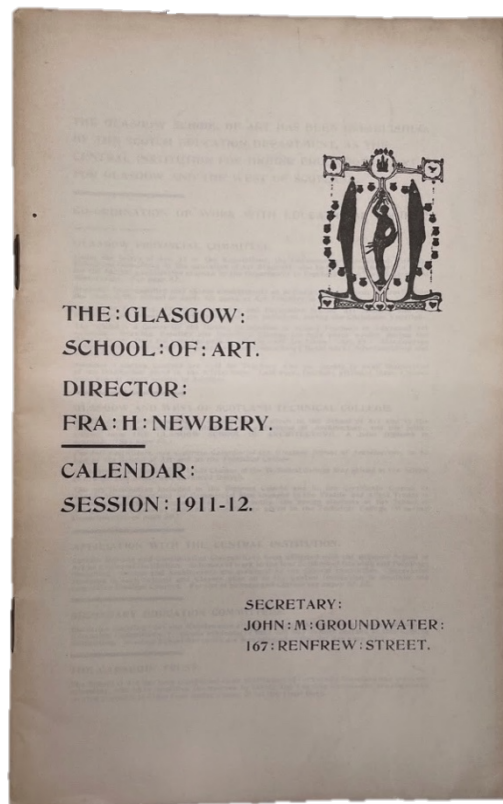 THE:GLASGOW:
SCHOOL:OF:ART.
DIRECTOR:
FRA:H:NEWBERY.
CALENDAR:
SESSION:1911-12.
SECRETARY:
JOHN:M:GROUNDWATER:
167:RENFREW:STREET.